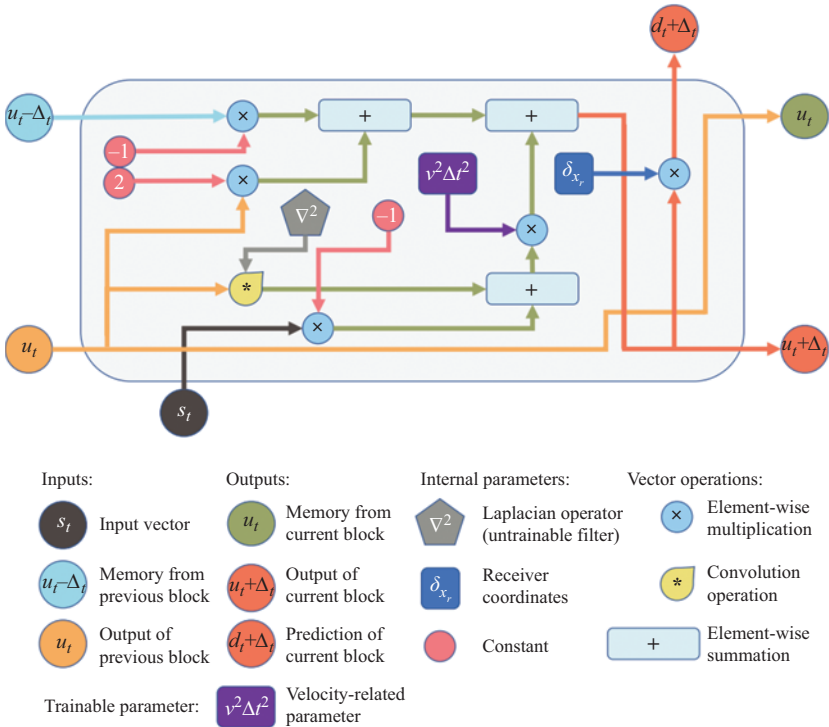 dₜ+Δₜ
uₜ–Δₜ
×
+
+
uₜ
–1
2
×
v²Δt²
δₓᵣ
×
∇²
–1
×
*
+
uₜ
×
uₜ+Δₜ
sₜ
Inputs:
sₜ Input vector
uₜ–Δₜ Memory from
previous block
uₜ Output of
previous block
Outputs:
uₜ Memory from
current block
uₜ+Δₜ Output of
current block
dₜ+Δₜ Prediction of
current block
Internal parameters:
∇² Laplacian operator
(untrainable filter)
δₓᵣ Receiver
coordinates
Constant
Vector operations:
× Element-wise
multiplication
* Convolution
operation
+ Element-wise
summation
Trainable parameter: v²Δt² Velocity-related
parameter